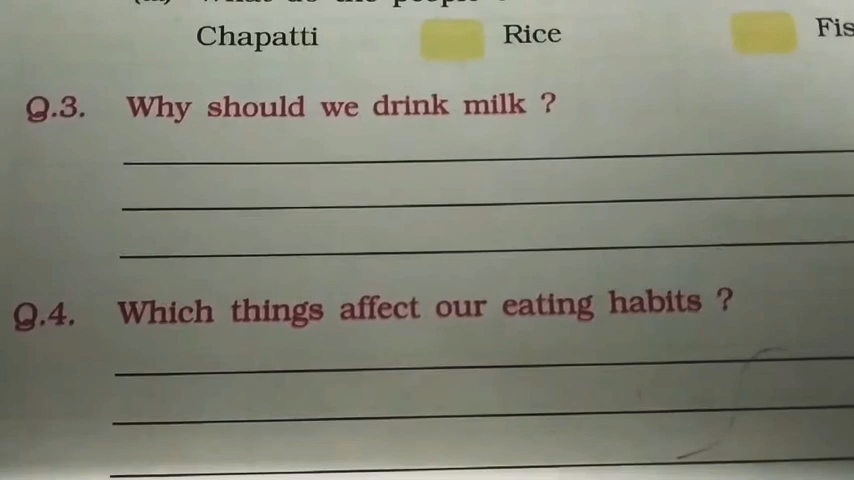 Chapatti Rice
Q.3. Why should we drink milk ?
Q.4. Which things affect our eating habits ?